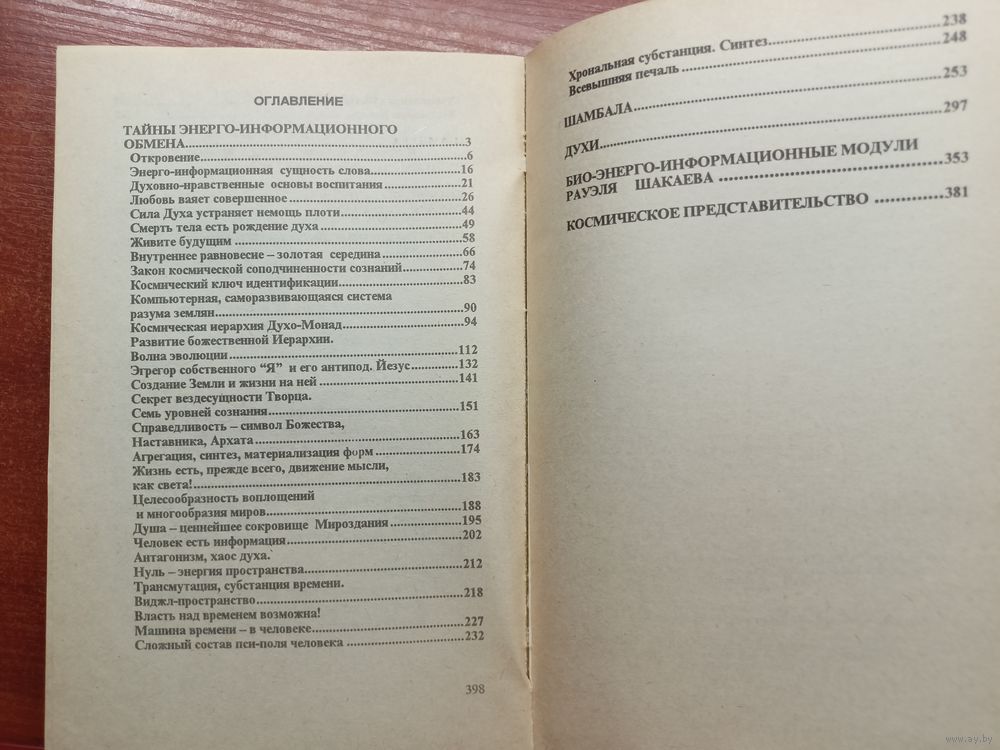 ОГЛАВЛЕНИЕ
ТАЙНЫ ЭНЕРГО-ИНФОРМАЦИОННОГО
ОБМЕНА..........3
Откровение..........6
Энерго-информационная сущность слова..........16
Духовно-нравственные основы воспитания..........21
Любовь ваяет совершенное..........26
Сила Духа устраняет немощь плоти..........44
Смерть тела есть рождение духа..........49
Живите будущим..........58
Внутреннее равновесие – золотая середина..........66
Закон космической соподчиненности сознаний..........74
Космический ключ идентификации..........83
Компьютерная, саморазвивающаяся система
разума землян..........90
Космическая иерархия Духо-Монад..........94
Развитие божественной Иерархии.
Волна эволюции..........112
Эгрегор собственного “Я” и его антипод. Йезус..........132
Создание Земли и жизни на ней..........141
Секрет вездесущности Творца.
Семь уровней сознания..........151
Справедливость – символ Божества,
Наставника, Архата..........163
Агрегация, синтез, материализация форм..........174
Жизнь есть, прежде всего, движение мысли,
как света!..........183
Целесообразность воплощений
и многообразия миров..........188
Душа – ценнейшее сокровище Мироздания..........195
Человек есть информация..........202
Антагонизм, хаос духа.
Нуль – энергия пространства..........212
Трансмутация, субстанция времени.
Виджл-пространство..........218
Власть над временем возможна!
Машина времени – в человеке..........227
Сложный состав пси-поля человека..........232
398
Хрональная субстанция. Синтез..........238
Всевышняя печаль..........248
ШАМБАЛА..........253
ДУХИ..........297
БИО-ЭНЕРГО-ИНФОРМАЦИОННЫЕ МОДУЛИ
РАУЭЛЯ ШАКАЕВА..........353
КОСМИЧЕСКОЕ ПРЕДСТАВИТЕЛЬСТВО..........381
www.ay.by